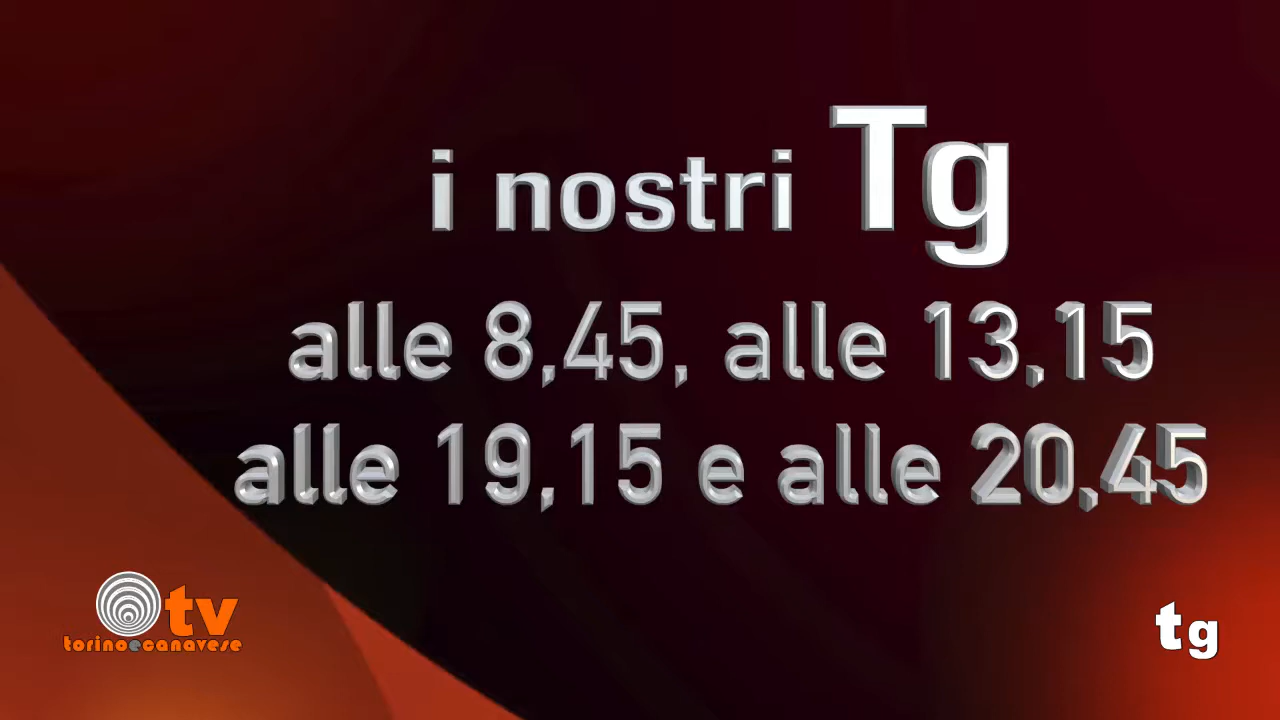 i nostri Tg
alle 8,45, alle 13,15
alle 19,15 e alle 20,45
tv
torinoecanavese
tg